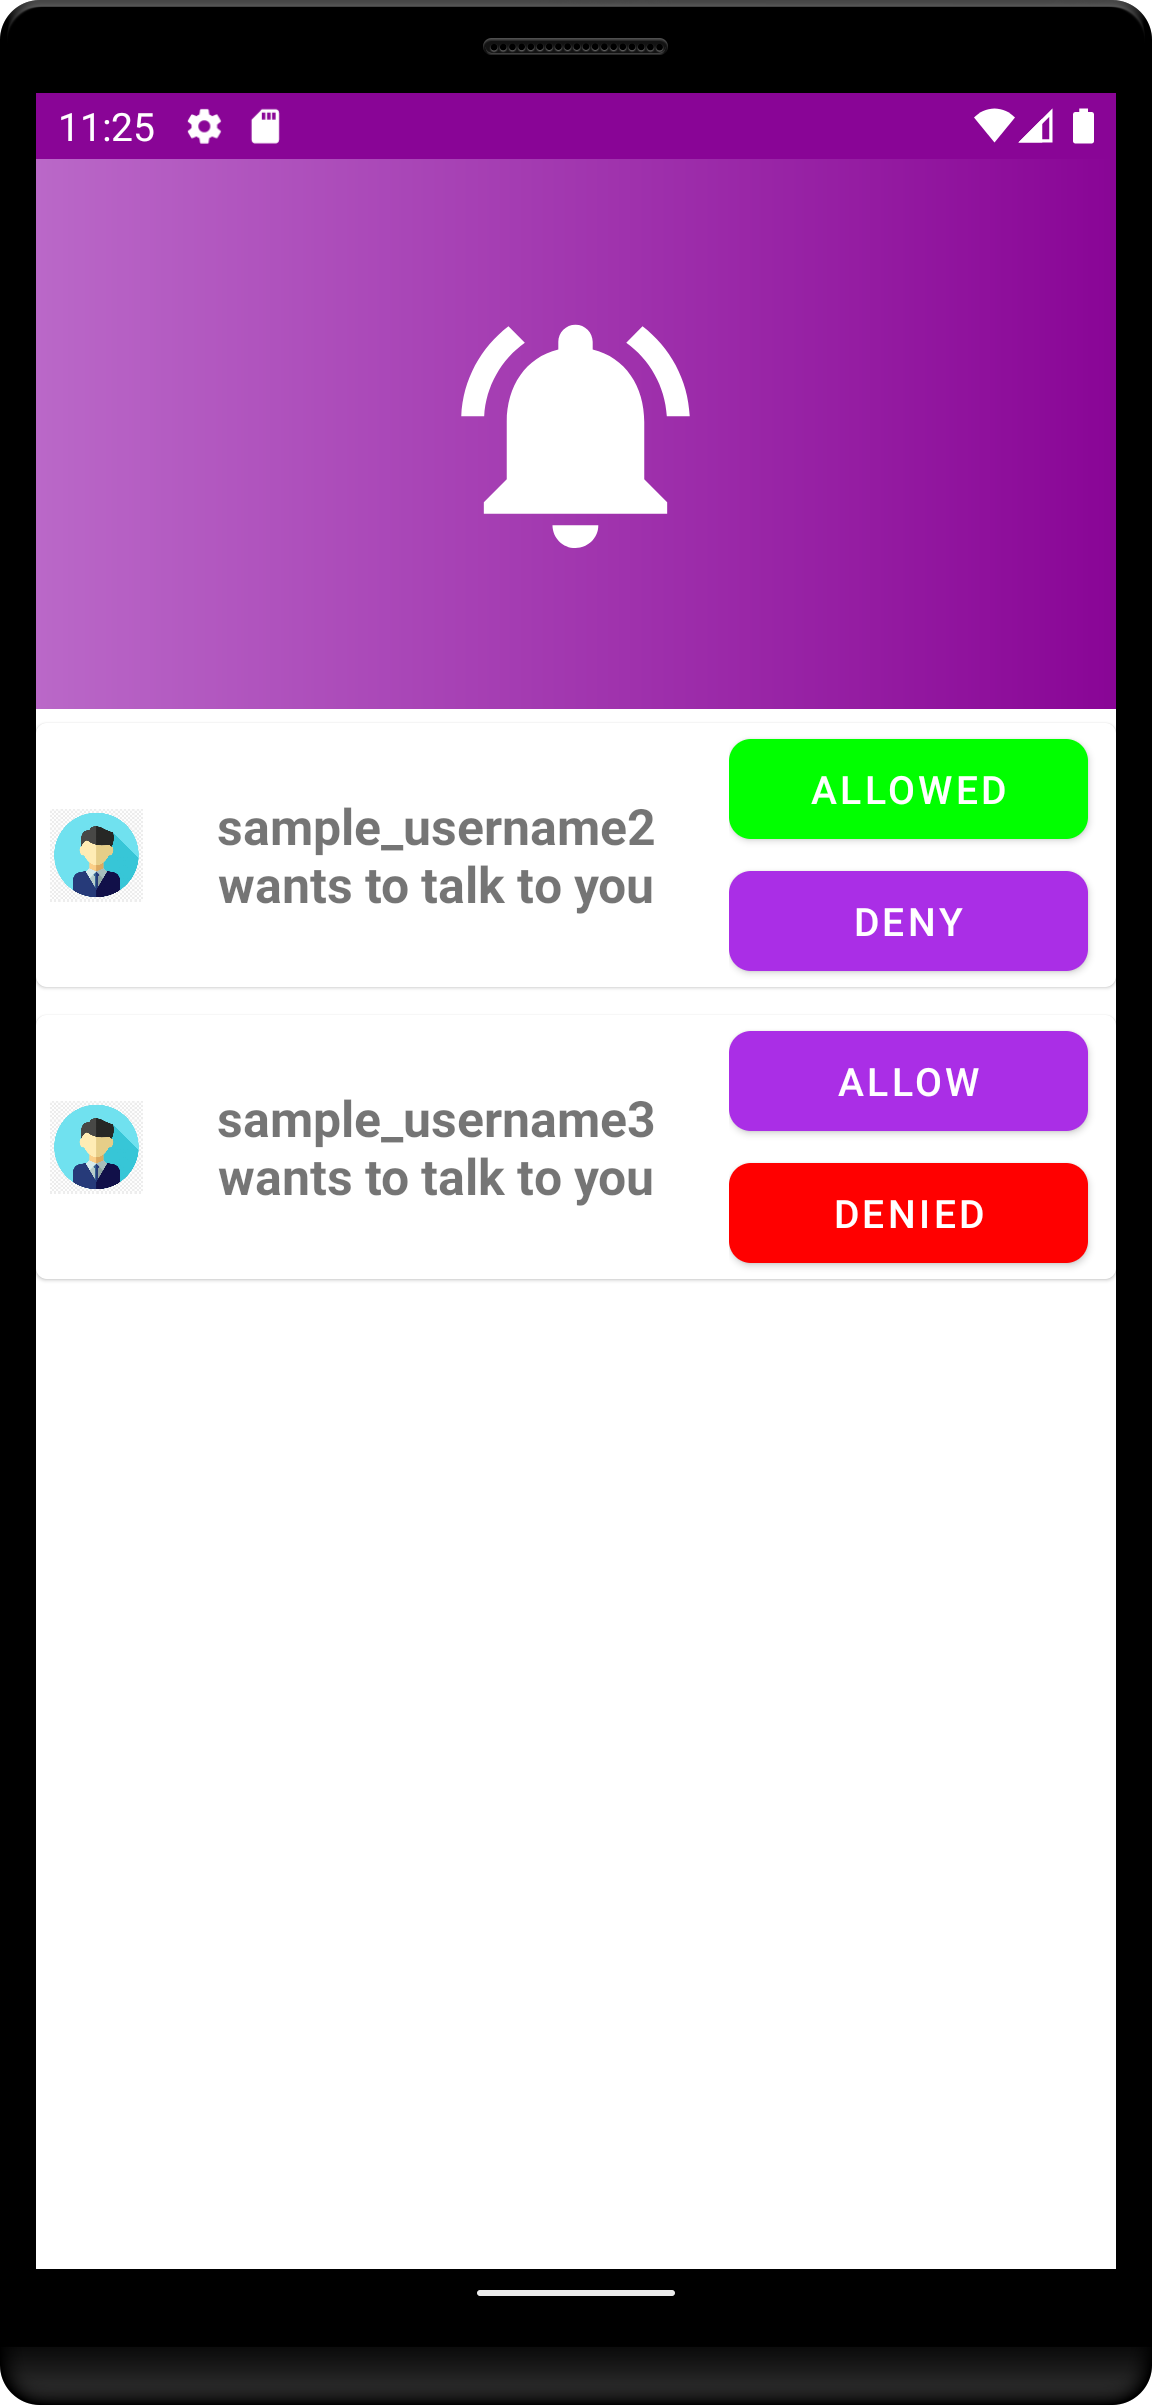 11:25
sample_username2
wants to talk to you
ALLOWED
DENY
sample_username3
wants to talk to you
ALLOW
DENIED